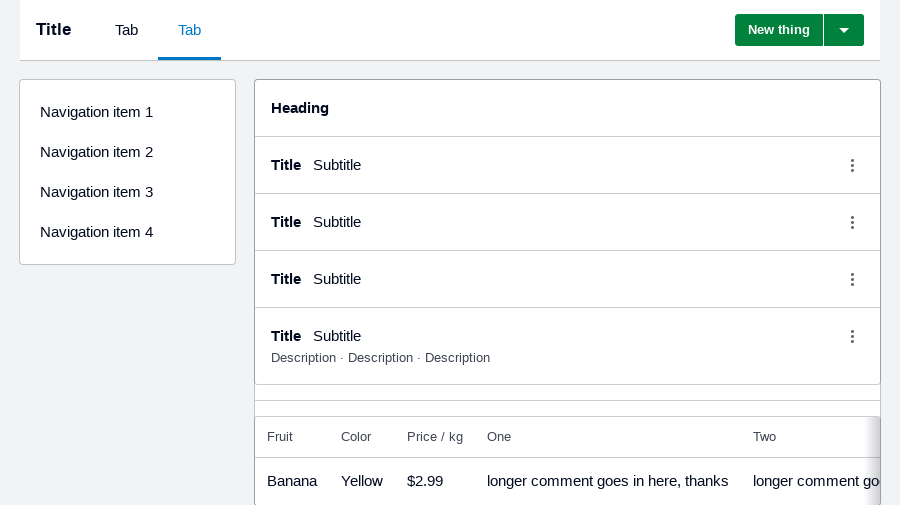 Title Tab Tab New thing
Navigation item 1
Navigation item 2
Navigation item 3
Navigation item 4
Heading
Title Subtitle
Title Subtitle
Title Subtitle
Title Subtitle
Description · Description · Description
Fruit Color Price / kg One Two
Banana Yellow $2.99 longer comment goes in here, thanks longer comment